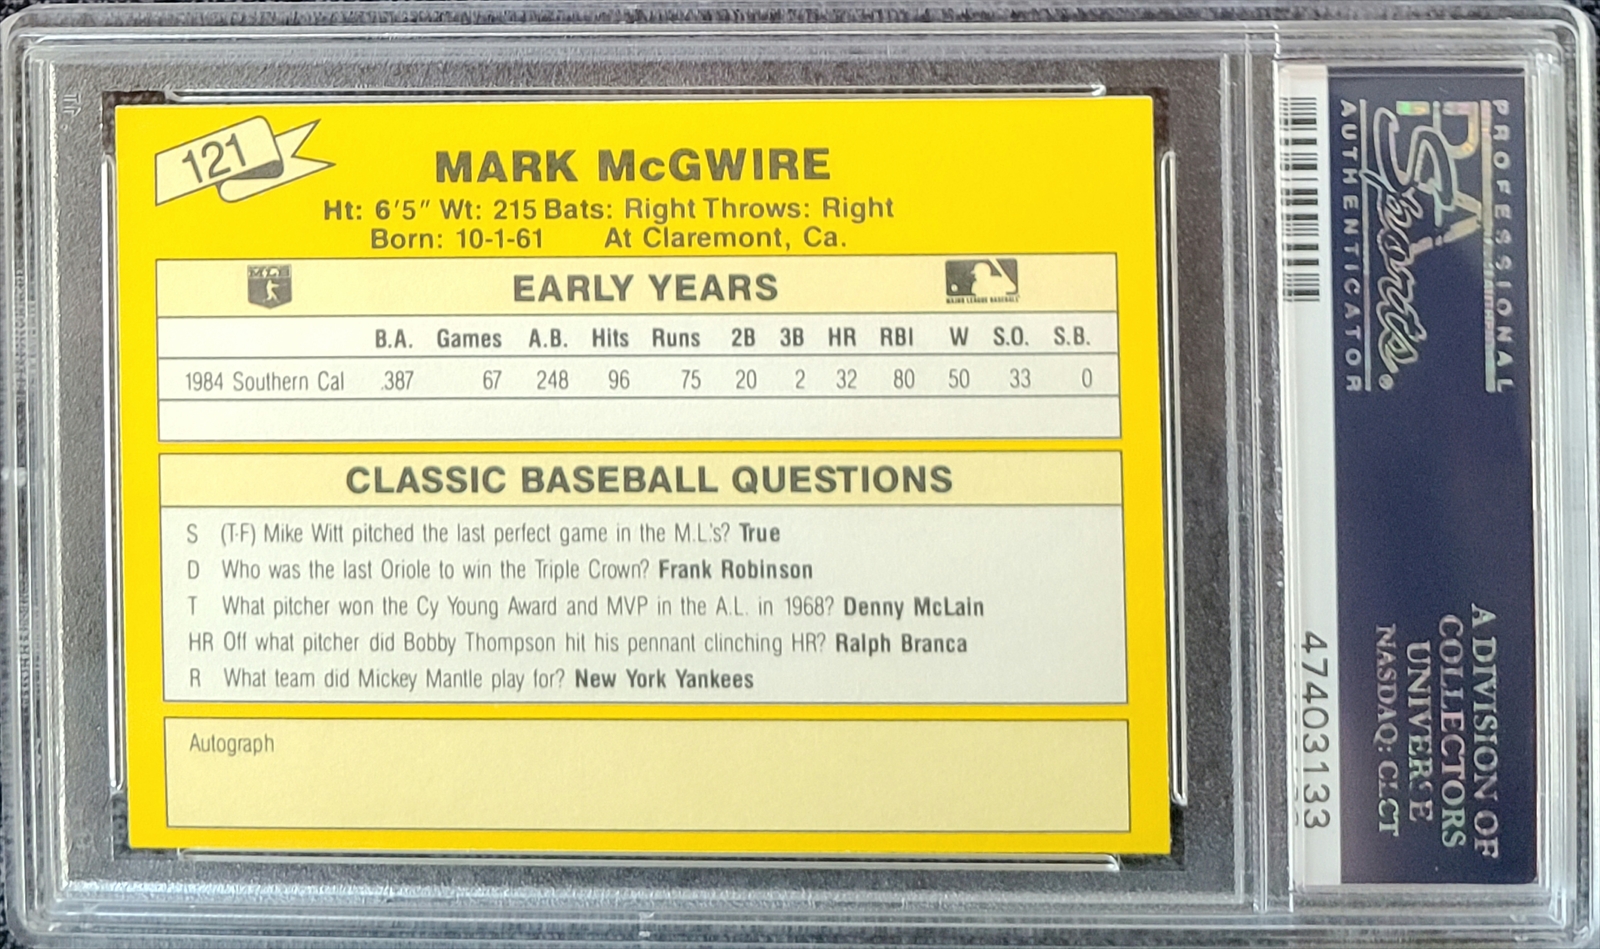 121
MARK McGWIRE
Ht: 6'5" Wt: 215 Bats: Right Throws: Right
Born: 10-1-61 At Claremont, Ca.
MLB
EARLY YEARS
MAJOR LEAGUE BASEBALL
B.A. Games A.B. Hits Runs 2B 3B HR RBI W S.O. S.B.
1984 Southern Cal .387 67 248 96 75 20 2 32 80 50 33 0
CLASSIC BASEBALL QUESTIONS
S (T-F) Mike Witt pitched the last perfect game in the M.L.'s? True
D Who was the last Oriole to win the Triple Crown? Frank Robinson
T What pitcher won the Cy Young Award and MVP in the A.L. in 1968? Denny McLain
HR Off what pitcher did Bobby Thompson hit his pennant clinching HR? Ralph Branca
R What team did Mickey Mantle play for? New York Yankees
Autograph
PROFESSIONAL
PSA
Sports®
AUTHENTICATOR
A DIVISION OF
COLLECTORS
UNIVERSE
NASDAQ: CLCT
47403133